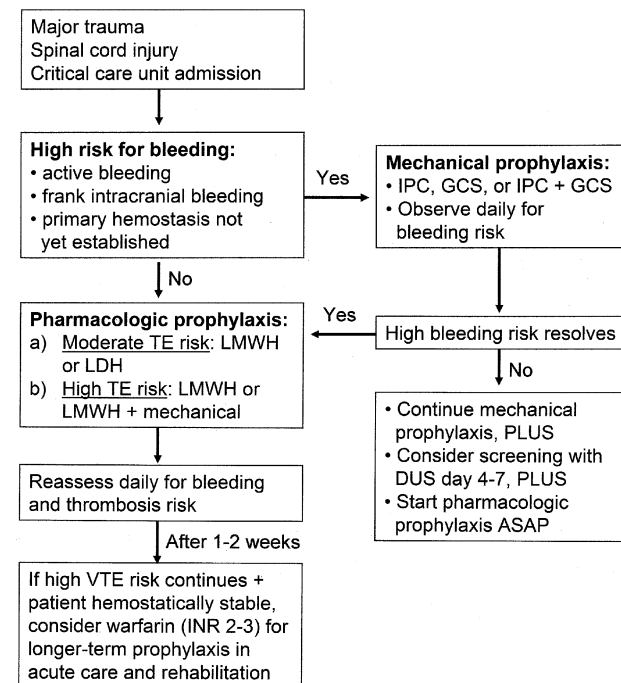 Major trauma
Spinal cord injury
Critical care unit admission
High risk for bleeding:
• active bleeding
• frank intracranial bleeding
• primary hemostasis not
yet established
Yes
Mechanical prophylaxis:
• IPC, GCS, or IPC + GCS
• Observe daily for
bleeding risk
No
Pharmacologic prophylaxis:
a) Moderate TE risk: LMWH
or LDH
b) High TE risk: LMWH or
LMWH + mechanical
Yes
High bleeding risk resolves
No
• Continue mechanical
prophylaxis, PLUS
• Consider screening with
DUS day 4-7, PLUS
• Start pharmacologic
prophylaxis ASAP
Reassess daily for bleeding
and thrombosis risk
After 1-2 weeks
If high VTE risk continues +
patient hemostatically stable,
consider warfarin (INR 2-3) for
longer-term prophylaxis in
acute care and rehabilitation